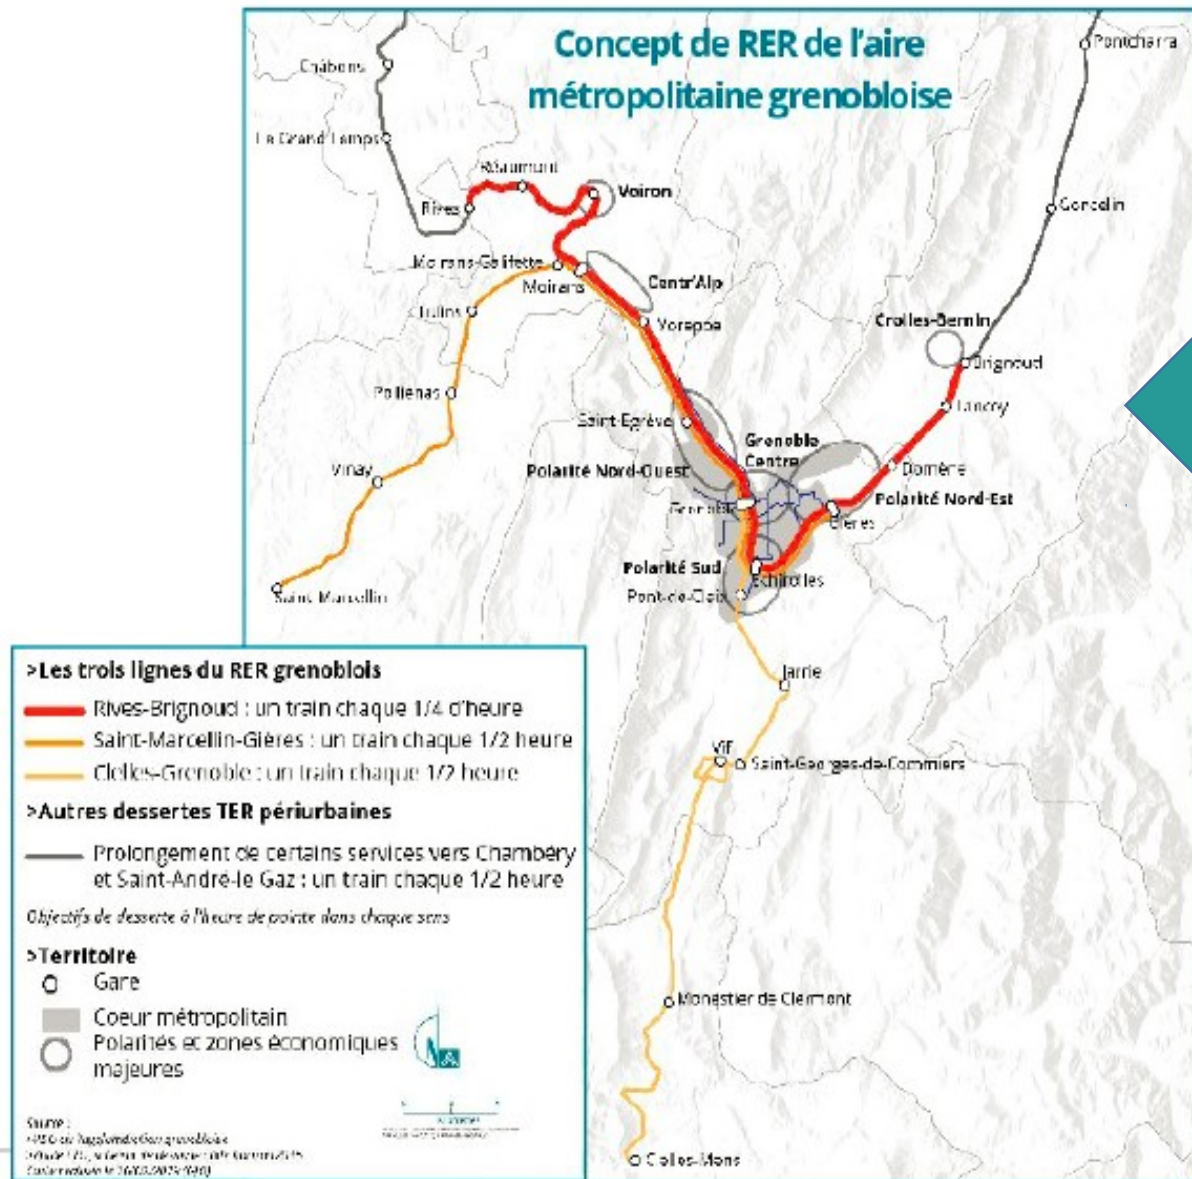 Concept de RER de l'aire
métropolitaine grenobloise
Pontcharra
Châbons
Le Grand Lemps
Réaumont
Voiron
Rives
Goncelin
Moirans-Galifette
Centr'Alp
Moirans
Tullins
Voreppe
Crolles-Bernin
Brignoud
Poliénas
Lancey
Saint-Egrève
Grenoble
Centre
Vinay
Polarité Nord-Ouest
Domène
Polarité Nord-Est
Grenoble
Gières
Polarité Sud
Echirolles
Saint-Marcellin
Pont-de-Claix
Jarrie
Vif
Saint-Georges-de-Commiers
Monestier de Clermont
Clelles-Mens
>Les trois lignes du RER grenoblois
Rives-Brignoud : un train chaque 1/4 d'heure
Saint-Marcellin-Gières : un train chaque 1/2 heure
Clelles-Grenoble : un train chaque 1/2 heure
>Autres dessertes TER périurbaines
Prolongement de certains services vers Chambéry
et Saint-André-le Gaz : un train chaque 1/2 heure
Objectifs de desserte à l'heure de pointe dans chaque sens
>Territoire
Gare
Coeur métropolitain
Polarités et zones économiques
majeures
Source :